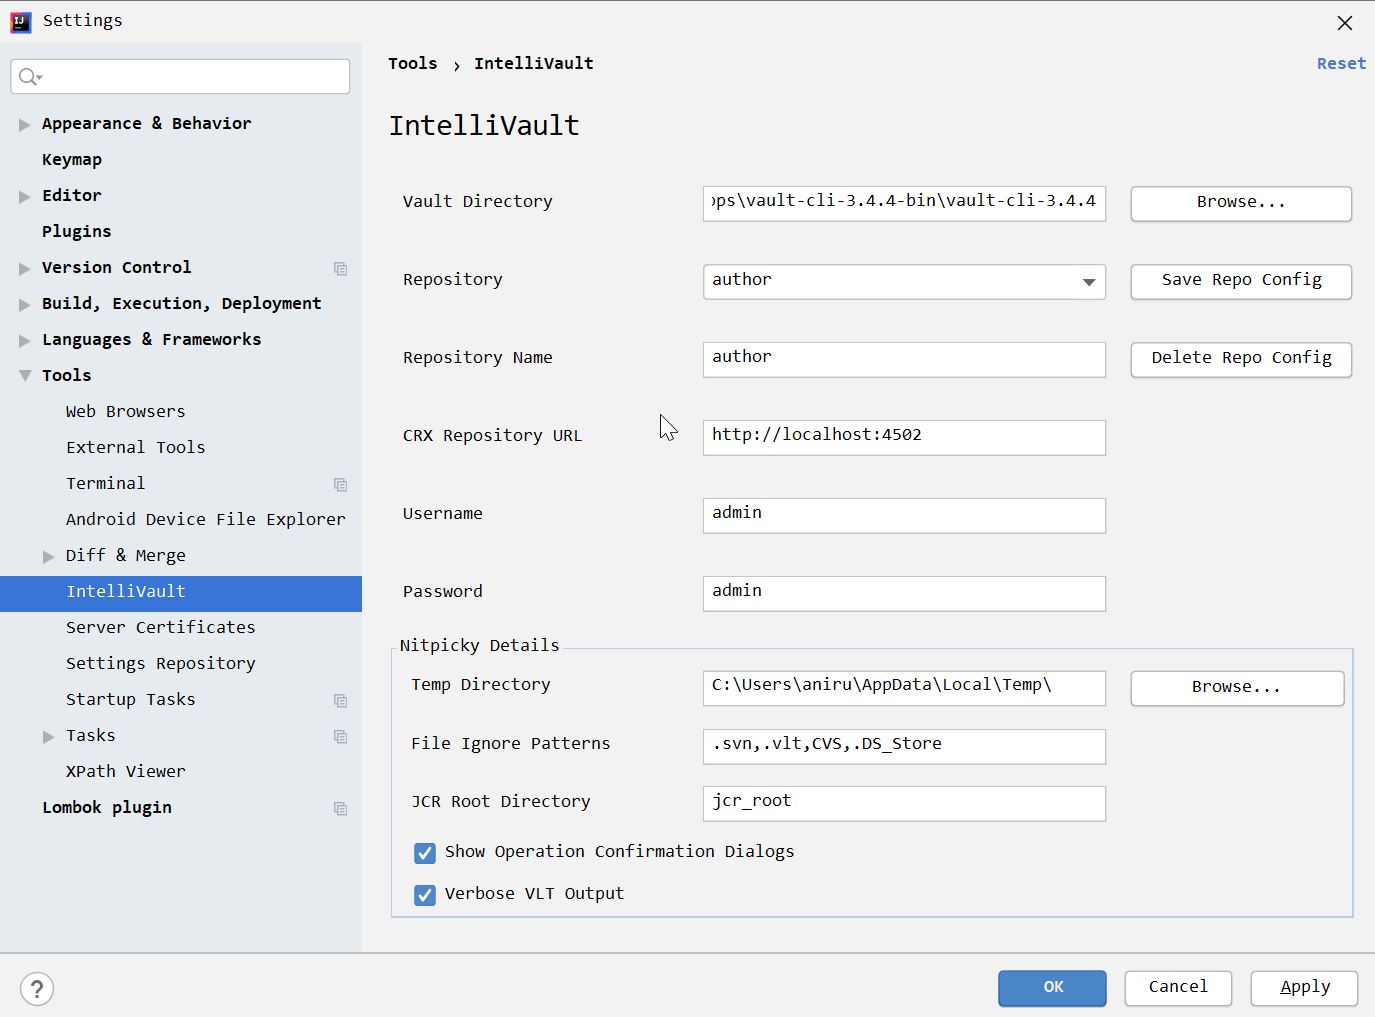 Settings
Tools › IntelliVault
Reset
IntelliVault
Appearance & Behavior
Keymap
Editor
Plugins
Version Control
Build, Execution, Deployment
Languages & Frameworks
Tools
Web Browsers
External Tools
Terminal
Android Device File Explorer
Diff & Merge
IntelliVault
Server Certificates
Settings Repository
Startup Tasks
Tasks
XPath Viewer
Lombok plugin
Vault Directory
ps\vault-cli-3.4.4-bin\vault-cli-3.4.4
Browse...
Repository
author
Save Repo Config
Repository Name
author
Delete Repo Config
CRX Repository URL
http://localhost:4502
Username
admin
Password
admin
Nitpicky Details
Temp Directory
C:\Users\aniru\AppData\Local\Temp\
Browse...
File Ignore Patterns
.svn,.vlt,CVS,.DS_Store
JCR Root Directory
jcr_root
Show Operation Confirmation Dialogs
Verbose VLT Output
?
OK
Cancel
Apply